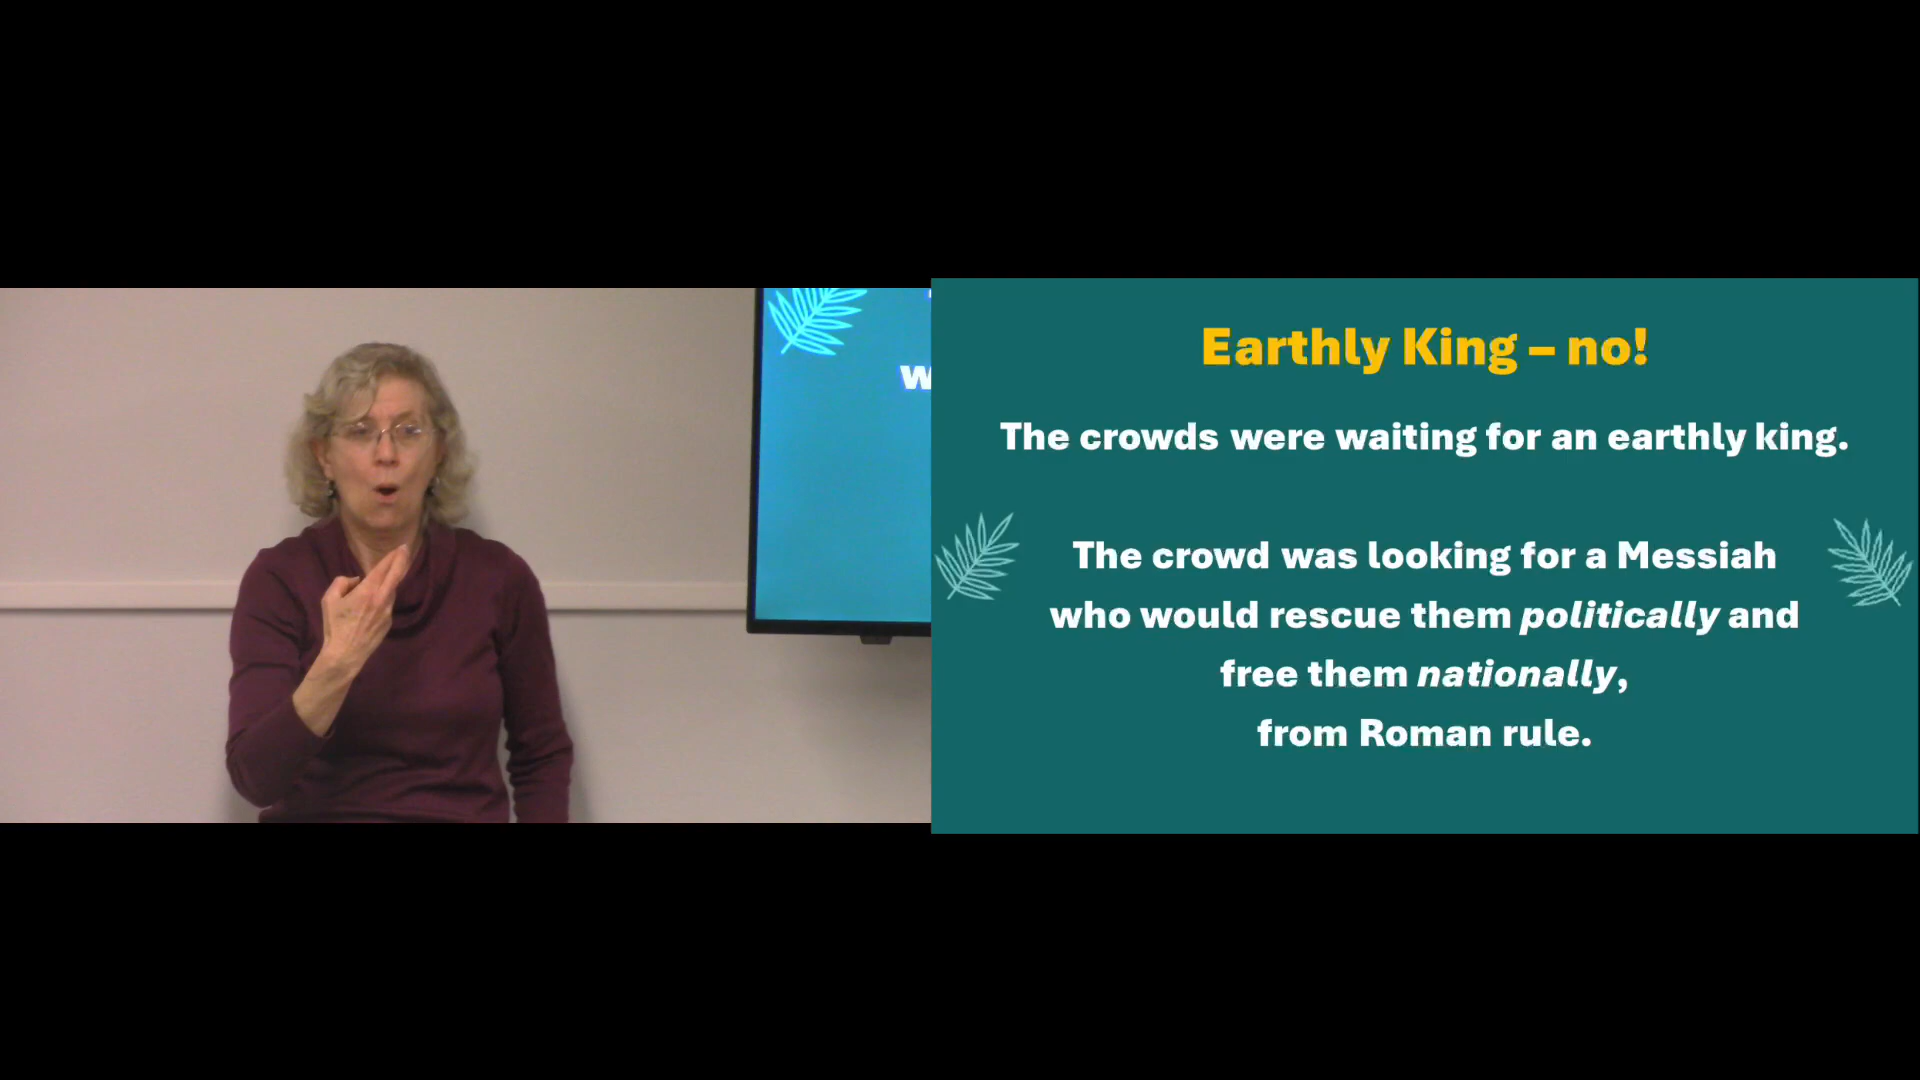 Earthly King – no!
The crowds were waiting for an earthly king.
The crowd was looking for a Messiah
who would rescue them politically and
free them nationally,
from Roman rule.